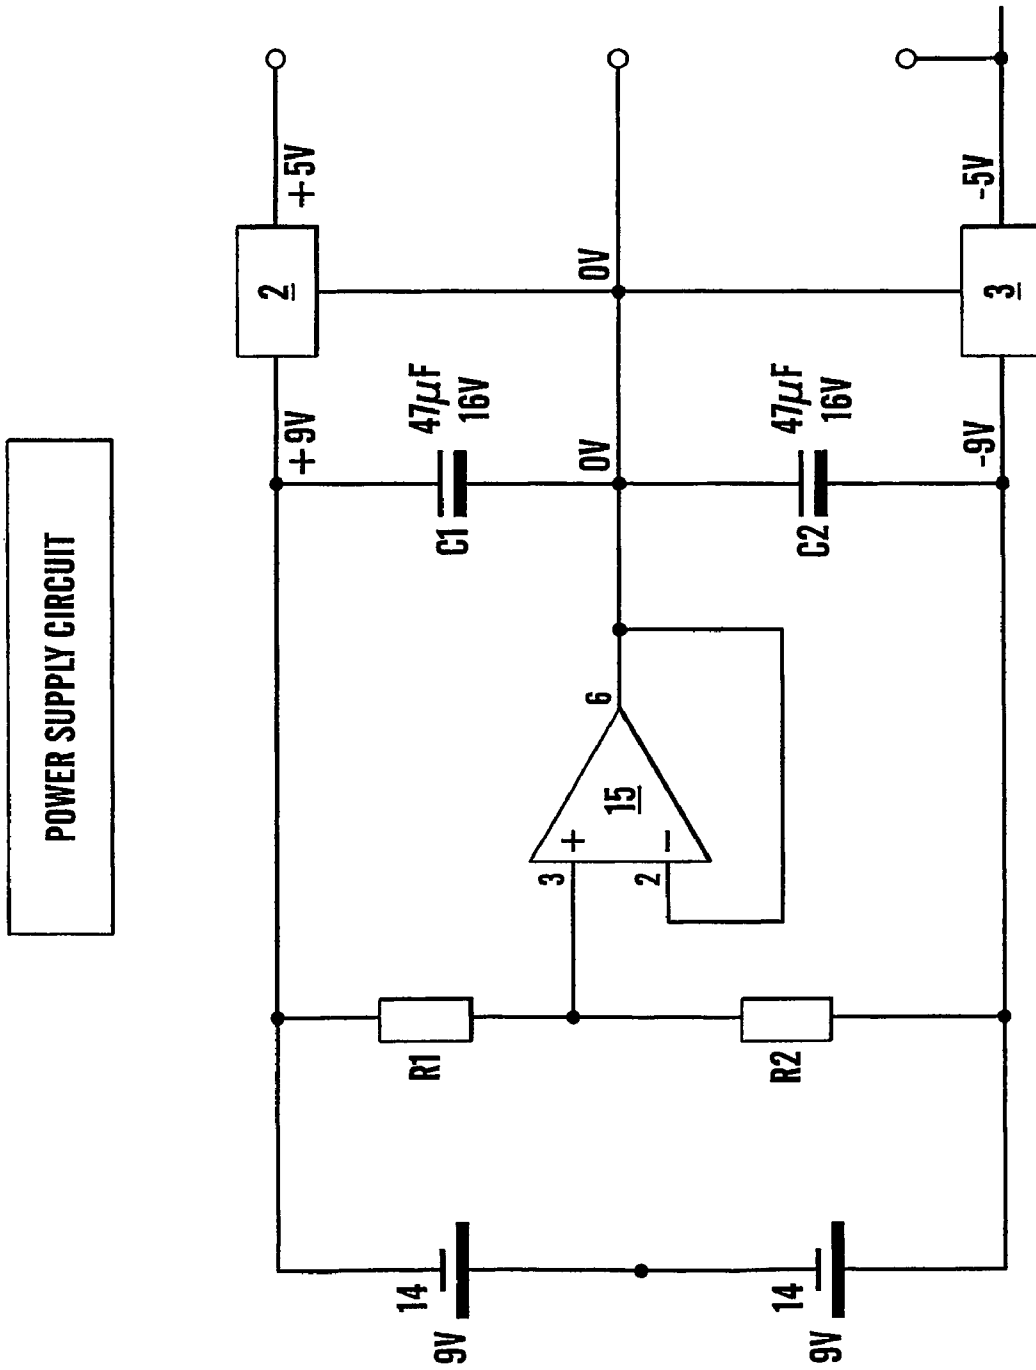 POWER SUPPLY CIRCUIT
+9V
2
+5V
C1
47μF
16V
R1
14
9V
3
+
2
-
15
6
0V
0V
C2
47μF
16V
R2
14
9V
-9V
3
-5V